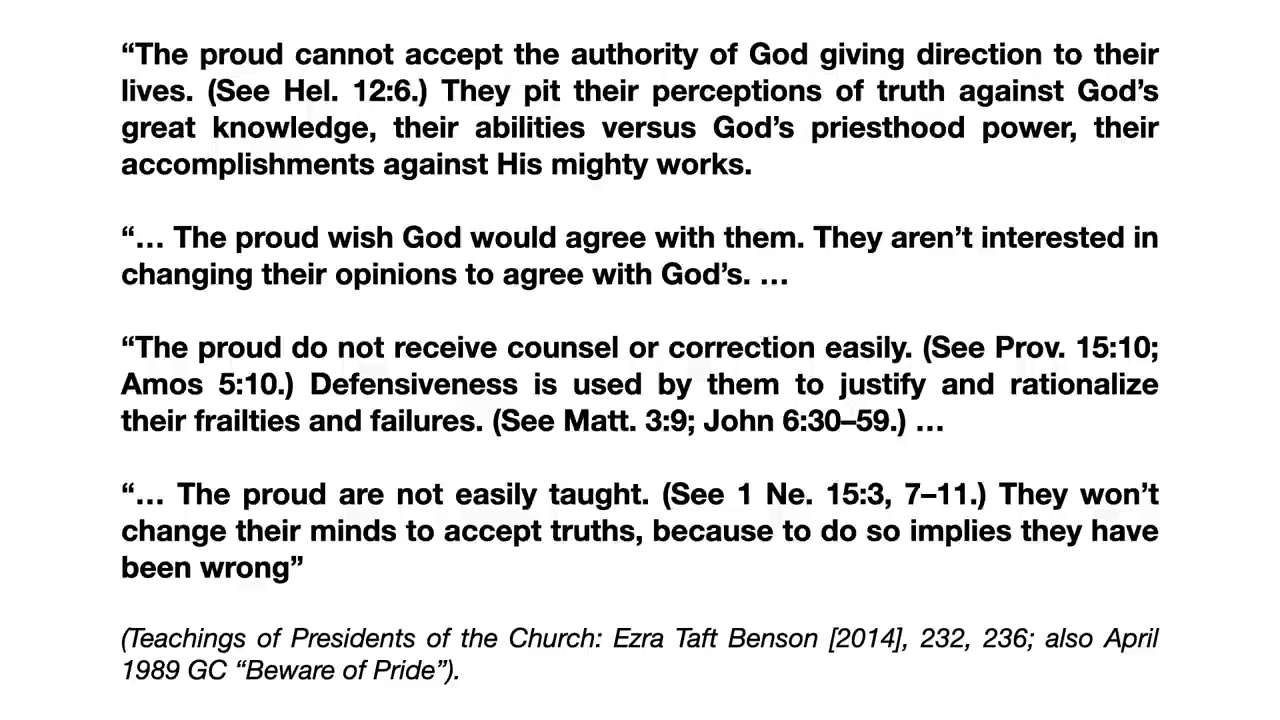 “The proud cannot accept the authority of God giving direction to their
lives. (See Hel. 12:6.) They pit their perceptions of truth against God’s
great knowledge, their abilities versus God’s priesthood power, their
accomplishments against His mighty works.
“… The proud wish God would agree with them. They aren’t interested in
changing their opinions to agree with God’s. …
“The proud do not receive counsel or correction easily. (See Prov. 15:10;
Amos 5:10.) Defensiveness is used by them to justify and rationalize
their frailties and failures. (See Matt. 3:9; John 6:30–59.) …
“… The proud are not easily taught. (See 1 Ne. 15:3, 7–11.) They won’t
change their minds to accept truths, because to do so implies they have
been wrong”
(Teachings of Presidents of the Church: Ezra Taft Benson [2014], 232, 236; also April
1989 GC “Beware of Pride”).